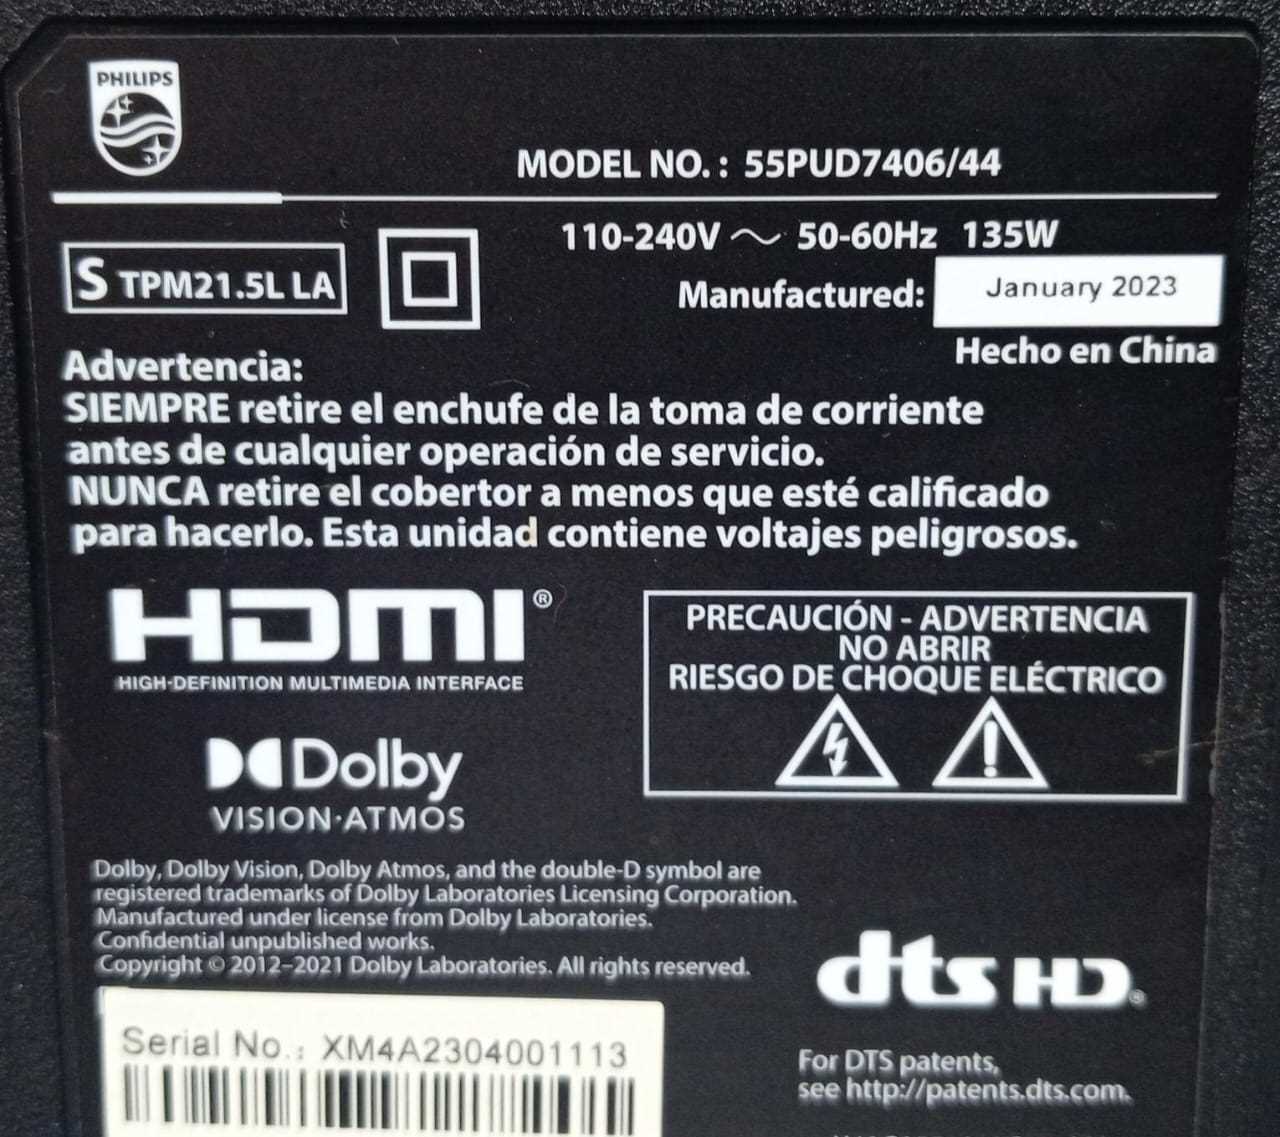 PHILIPS
MODEL NO. : 55PUD7406/44
110-240V ~ 50-60Hz 135W
S TPM21.5L LA
Manufactured: January 2023
Hecho en China
Advertencia:
SIEMPRE retire el enchufe de la toma de corriente
antes de cualquier operación de servicio.
NUNCA retire el cobertor a menos que esté calificado
para hacerlo. Esta unidad contiene voltajes peligrosos.
HDMI®
HIGH-DEFINITION MULTIMEDIA INTERFACE
PRECAUCIÓN - ADVERTENCIA
NO ABRIR
RIESGO DE CHOQUE ELÉCTRICO
Dolby
VISION·ATMOS
Dolby, Dolby Vision, Dolby Atmos, and the double-D symbol are
registered trademarks of Dolby Laboratories Licensing Corporation.
Manufactured under license from Dolby Laboratories.
Confidential unpublished works.
Copyright © 2012–2021 Dolby Laboratories. All rights reserved.
dts HD®
Serial No.: XM4A2304001113
For DTS patents,
see http://patents.dts.com.